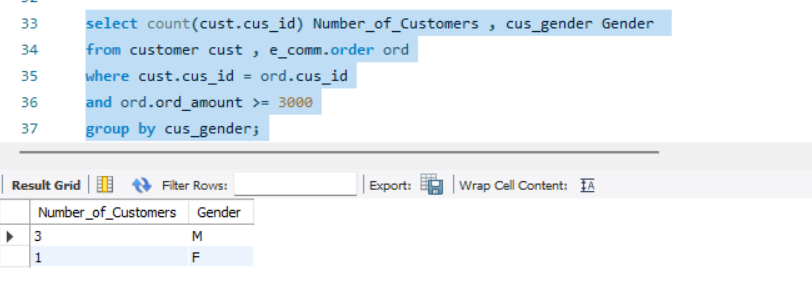 33 select count(cust.cus_id) Number_of_Customers , cus_gender Gender
34 from customer cust , e_comm.order ord
35 where cust.cus_id = ord.cus_id
36 and ord.ord_amount >= 3000
37 group by cus_gender;
Result Grid Filter Rows: Export: Wrap Cell Content: IA
Number_of_Customers Gender
3 M
1 F